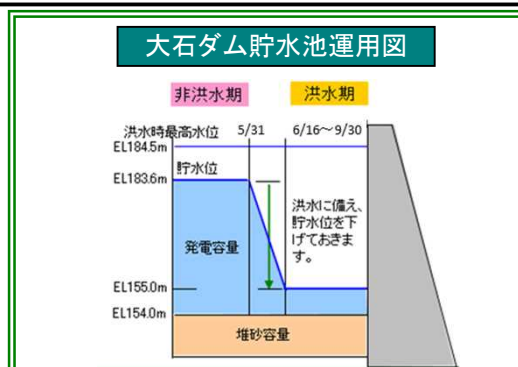 大石ダム貯水池運用図
非洪水期
洪水期
洪水時最高水位 5/31 6/16～9/30
EL184.5m
貯水位
EL183.6m
洪水に備え、
貯水位を下
げておきま
す。
発電容量
EL155.0m
EL154.0m
堆砂容量